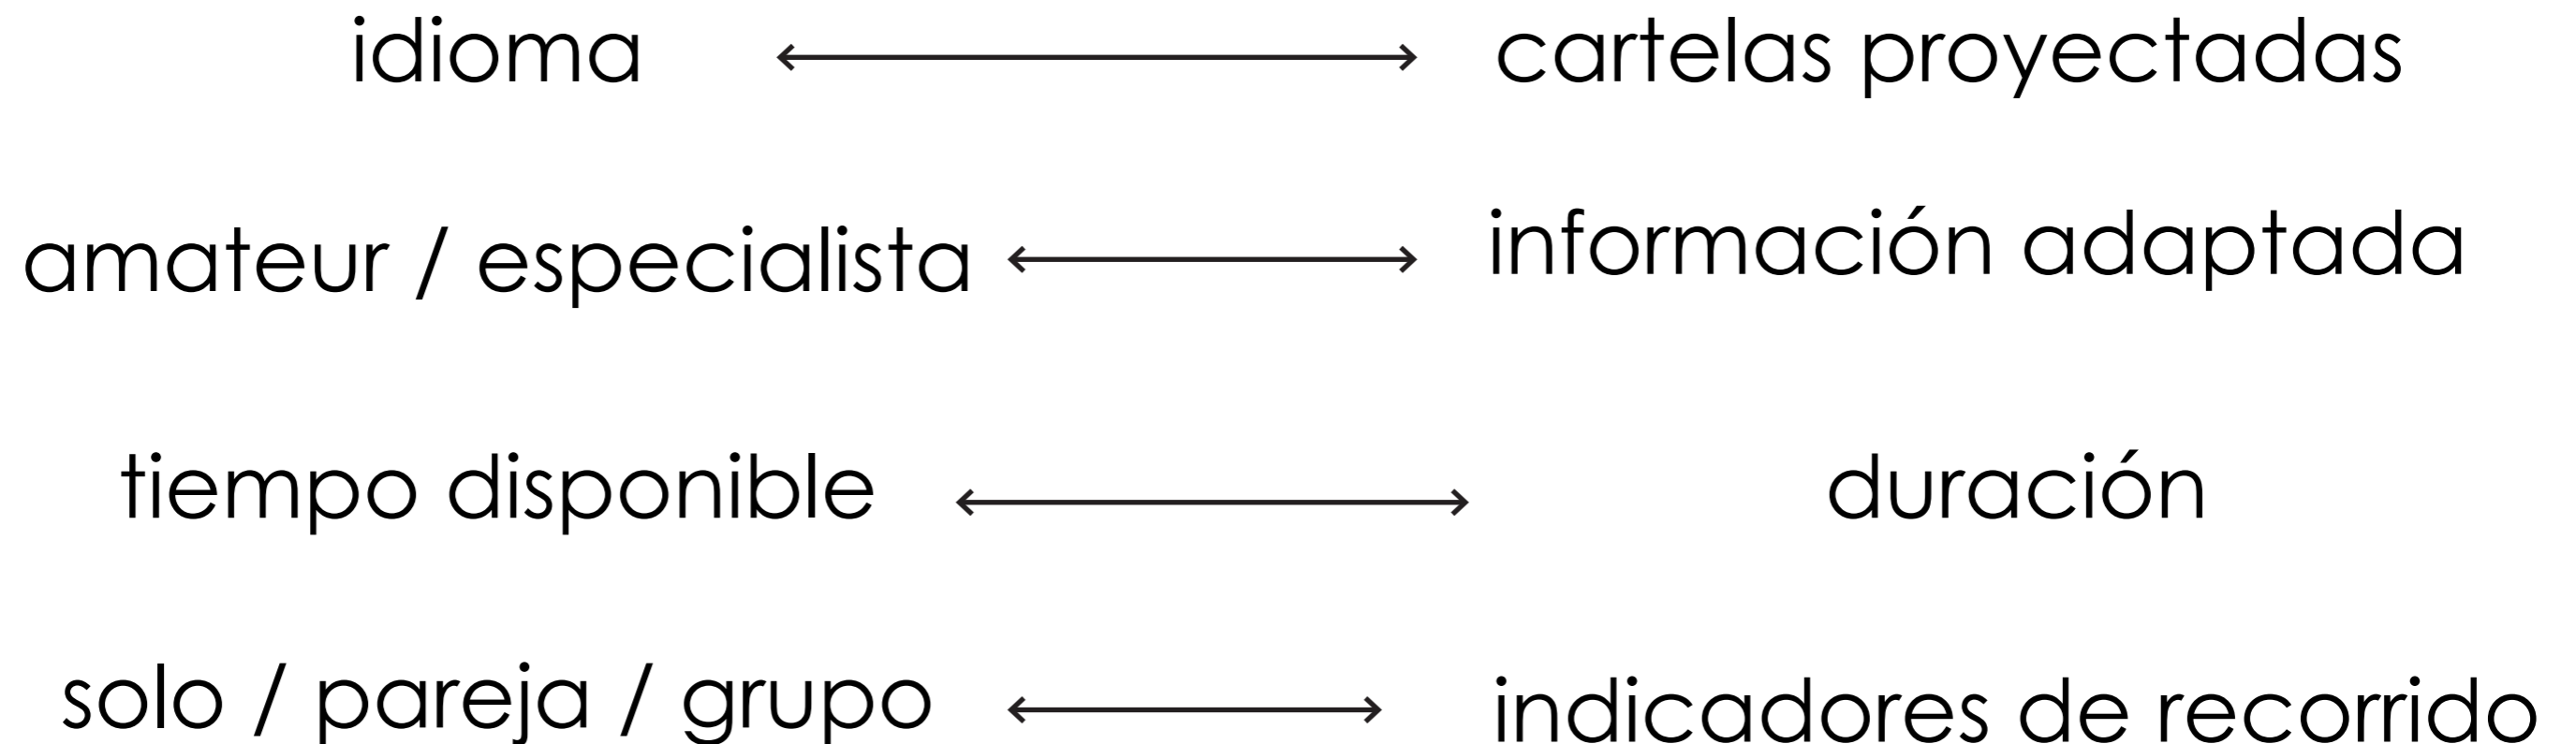 idioma cartelas proyectadas
amateur / especialista información adaptada
tiempo disponible duración
solo / pareja / grupo indicadores de recorrido